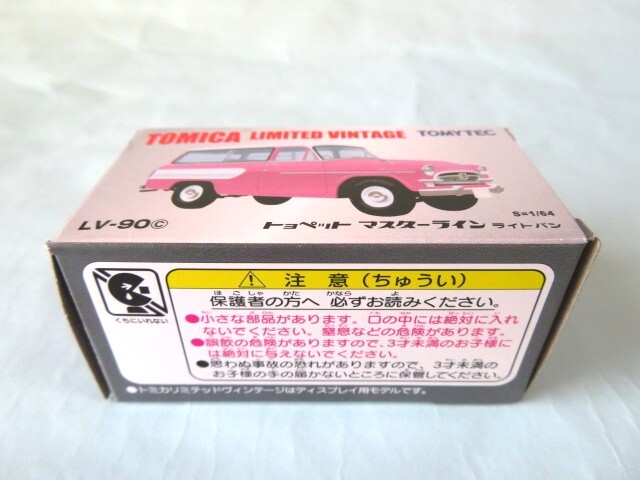 TOMICA LIMITED VINTAGE TOMYTEC
S=1/64
LV-90©
トヨペット マスターライン ライトバン
くちにいれない
⚠ 注意(ちゅうい)
保護者の方へ 必ずお読みください。
●小さな部品があります。口の中には絶対に入れ
ないでください。窒息などの危険があります。
●誤飲の危険がありますので、3才未満のお子様に
は絶対に与えないでください。
●思わぬ事故の恐れがありますので、3才未満の
お子様の手の届かないところに保管してください。
●トミカリミテッドヴィンテージはディスプレイ用モデルです。